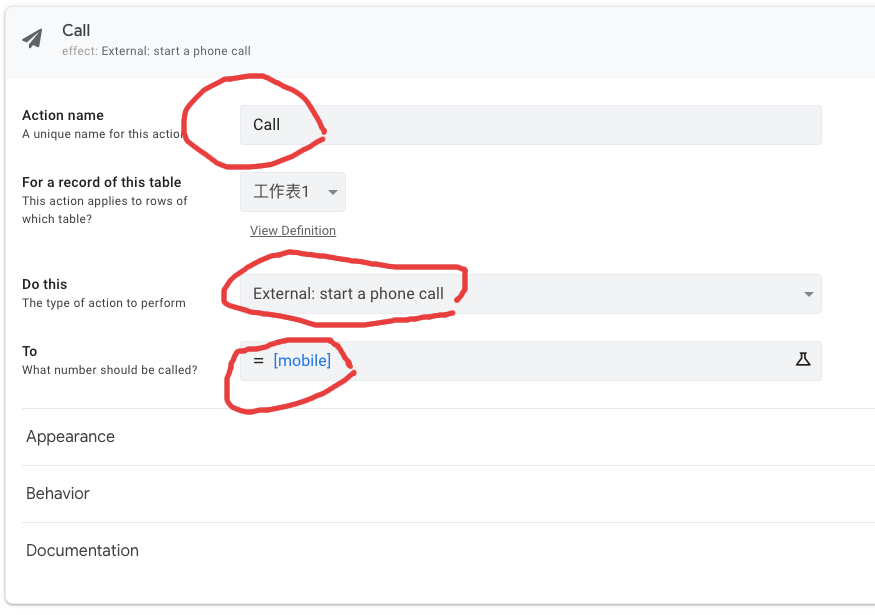 Call
effect: External: start a phone call
Action name
A unique name for this action
Call
For a record of this table
This action applies to rows of
which table?
工作表1
View Definition
Do this
The type of action to perform
External: start a phone call
To
What number should be called?
= [mobile]
Appearance
Behavior
Documentation